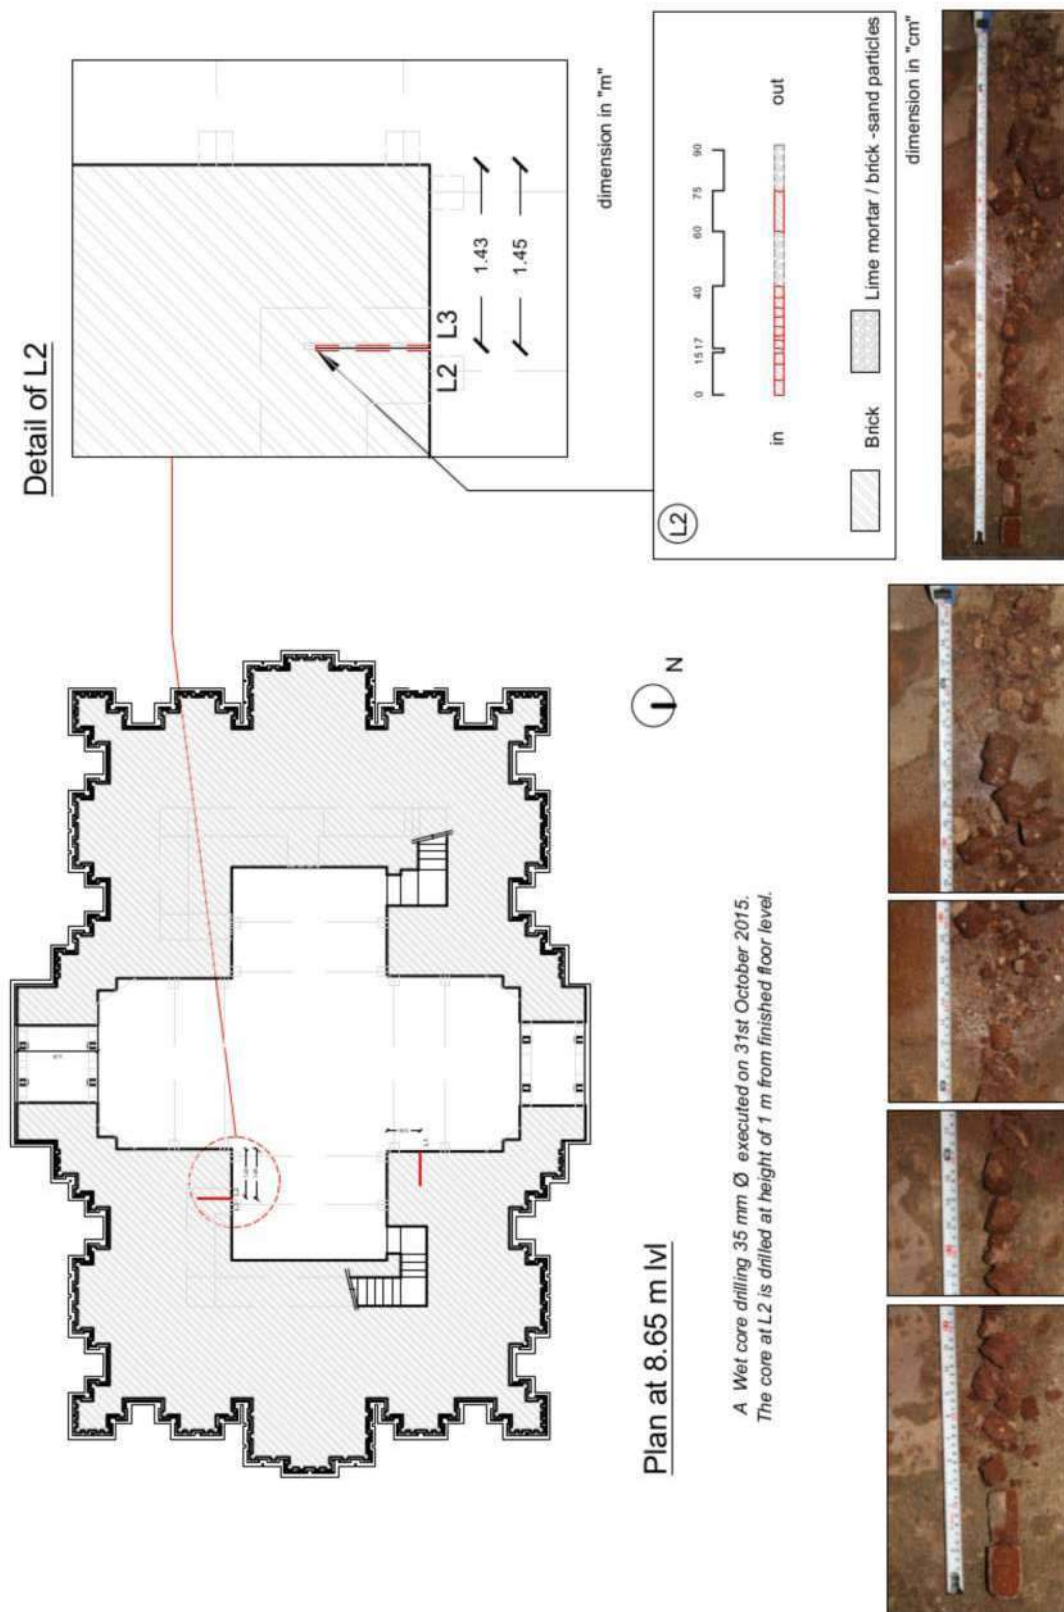 Detail of L2
L2 L3
1.43
1.45
dimension in "m"
L2
0 15 17 40 60 75 90
in out
Brick
Lime mortar / brick -sand particles
dimension in "cm"
N
Plan at 8.65 m lvl
A Wet core drilling 35 mm Ø executed on 31st October 2015.
The core at L2 is drilled at height of 1 m from finished floor level.